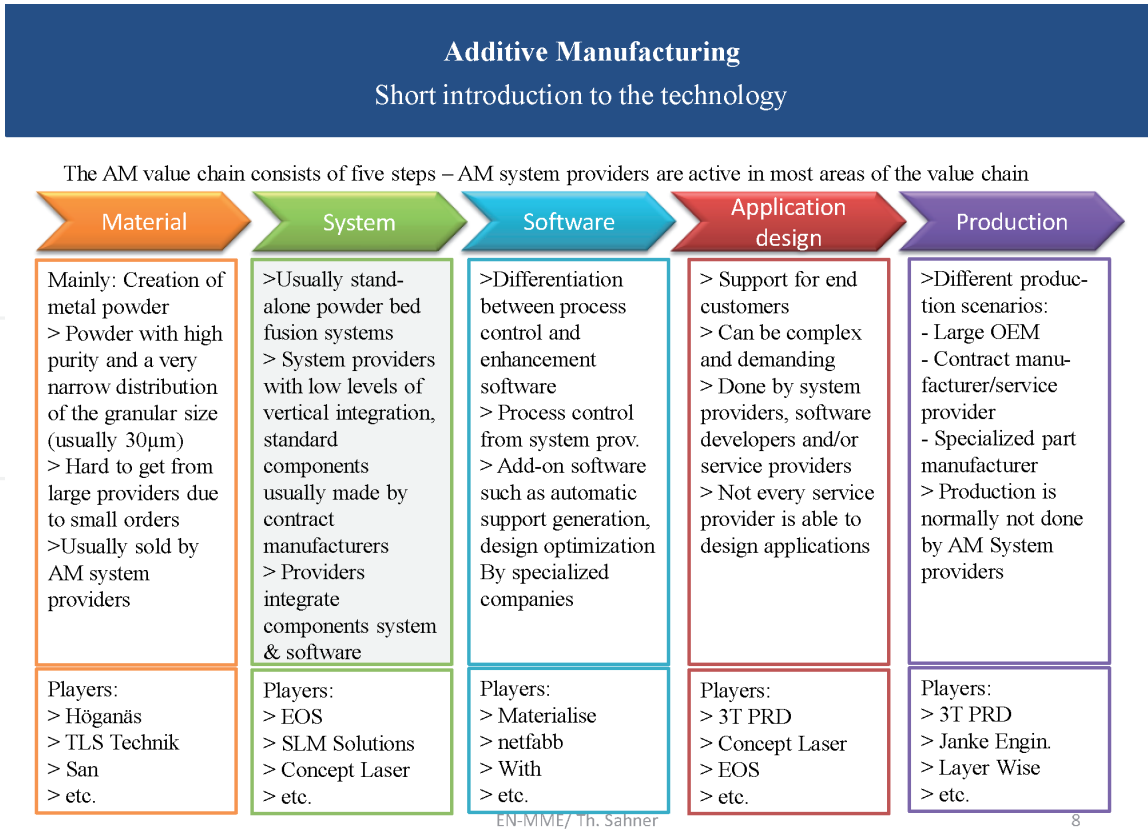 Additive Manufacturing
Short introduction to the technology
The AM value chain consists of five steps – AM system providers are active in most areas of the value chain
Material
Mainly: Creation of
metal powder
> Powder with high
purity and a very
narrow distribution
of the granular size
(usually 30µm)
> Hard to get from
large providers due
to small orders
>Usually sold by
AM system
providers
Players:
> Höganäs
> TLS Technik
> San
> etc.
System
>Usually stand-
alone powder bed
fusion systems
> System providers
with low levels of
vertical integration,
standard
components
usually made by
contract
manufacturers
> Providers
integrate
components system
& software
Players:
> EOS
> SLM Solutions
> Concept Laser
> etc.
Software
>Differentiation
between process
control and
enhancement
software
> Process control
from system prov.
> Add-on software
such as automatic
support generation,
design optimization
By specialized
companies
Players:
> Materialise
> netfabb
> With
> etc.
Application
design
> Support for end
customers
> Can be complex
and demanding
> Done by system
providers, software
developers and/or
service providers
> Not every service
provider is able to
design applications
Players:
> 3T PRD
> Concept Laser
> EOS
> etc.
Production
>Different produc-
tion scenarios:
- Large OEM
- Contract manu-
facturer/service
provider
- Specialized part
manufacturer
> Production is
normally not done
by AM System
providers
Players:
> 3T PRD
> Janke Engin.
> Layer Wise
> etc.
EN-MME/ Th. Sahner
8